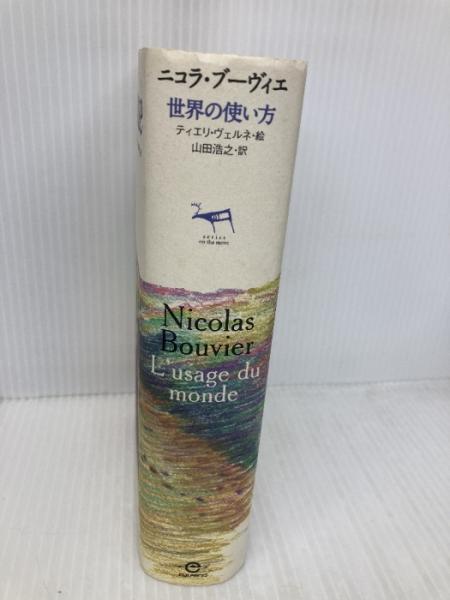 ニコラ・ブーヴィエ
世界の使い方
ティエリ・ヴェルネ・絵
山田浩之・訳
series
on the move
Nicolas
Bouvier
L'usage du
monde